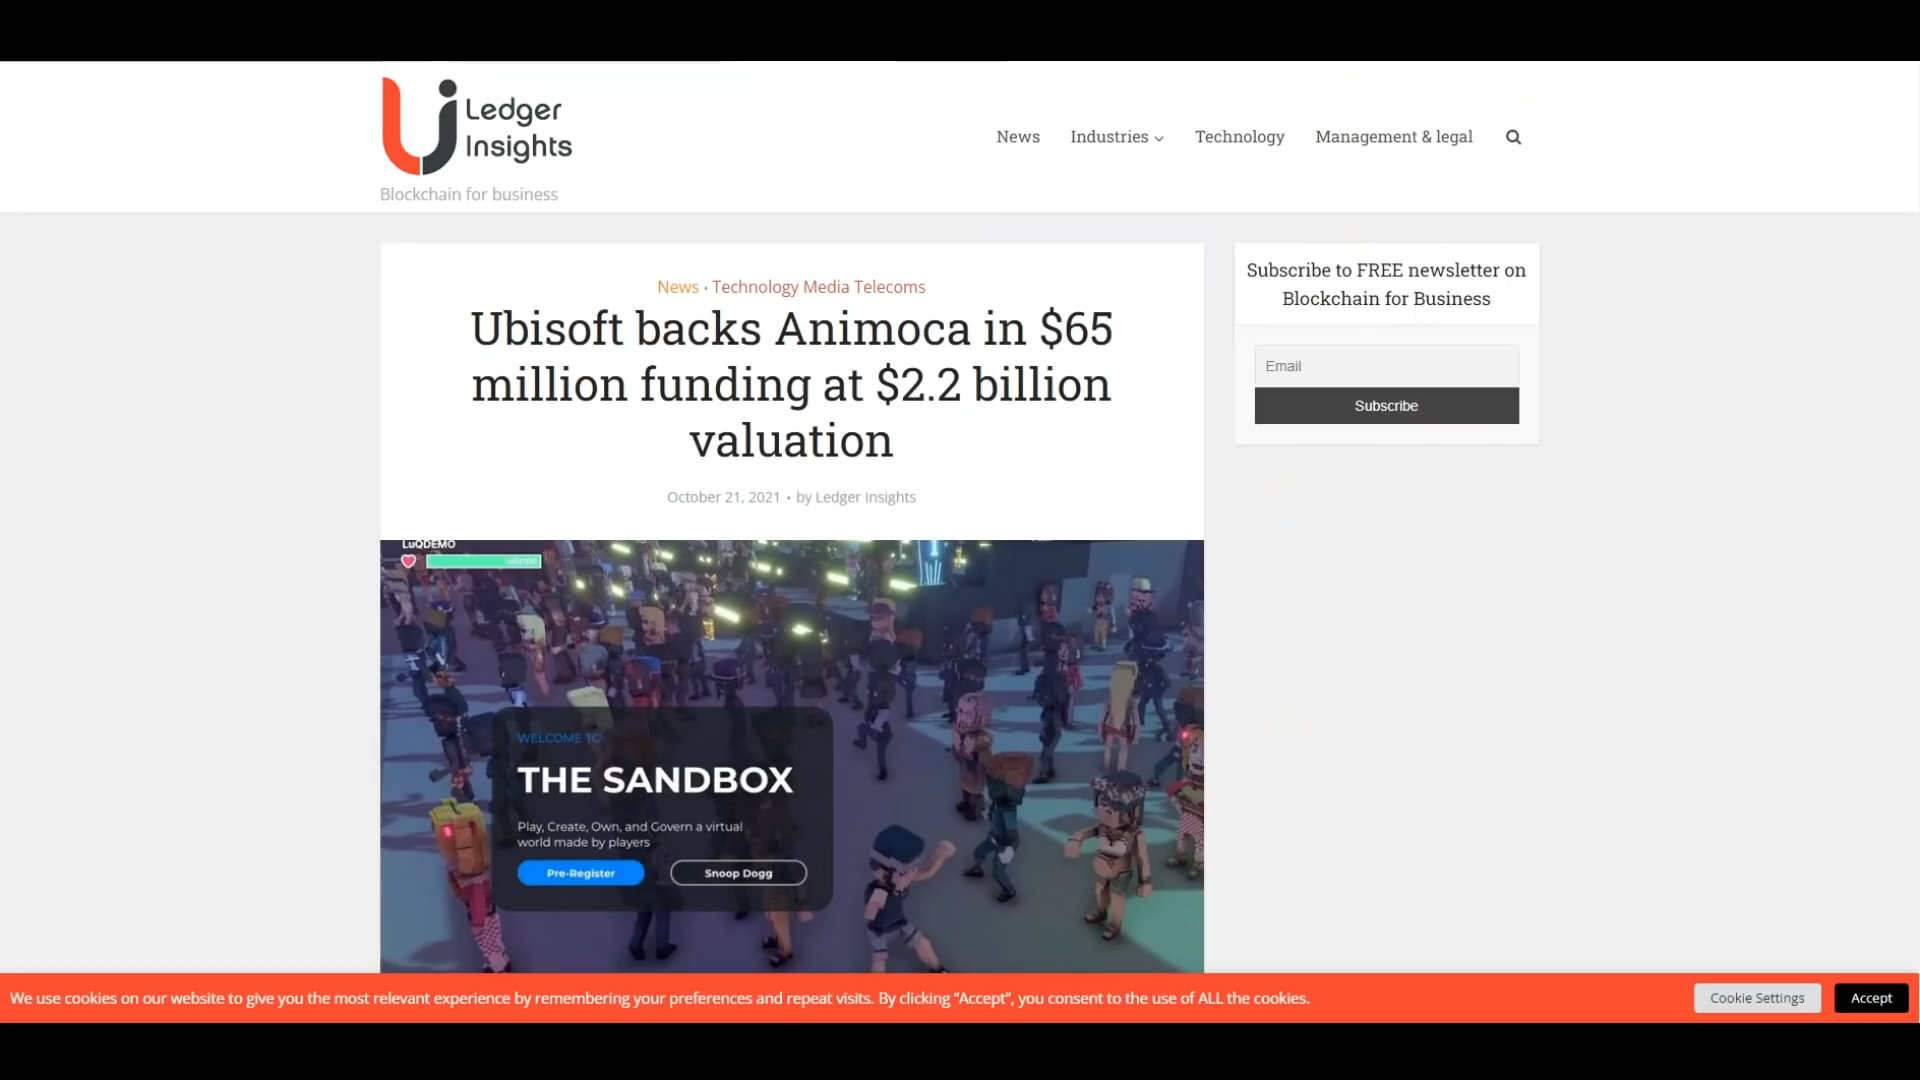 Ledger
Insights
Blockchain for business
News
Industries
Technology
Management & legal
News • Technology Media Telecoms
Ubisoft backs Animoca in $65
million funding at $2.2 billion
valuation
October 21, 2021 • by Ledger Insights
Subscribe to FREE newsletter on
Blockchain for Business
Email
Subscribe
LuQDEMO
WELCOME TO
THE SANDBOX
Play, Create, Own, and Govern a virtual
world made by players
Pre-Register
Snoop Dogg
We use cookies on our website to give you the most relevant experience by remembering your preferences and repeat visits. By clicking “Accept”, you consent to the use of ALL the cookies.
Cookie Settings
Accept